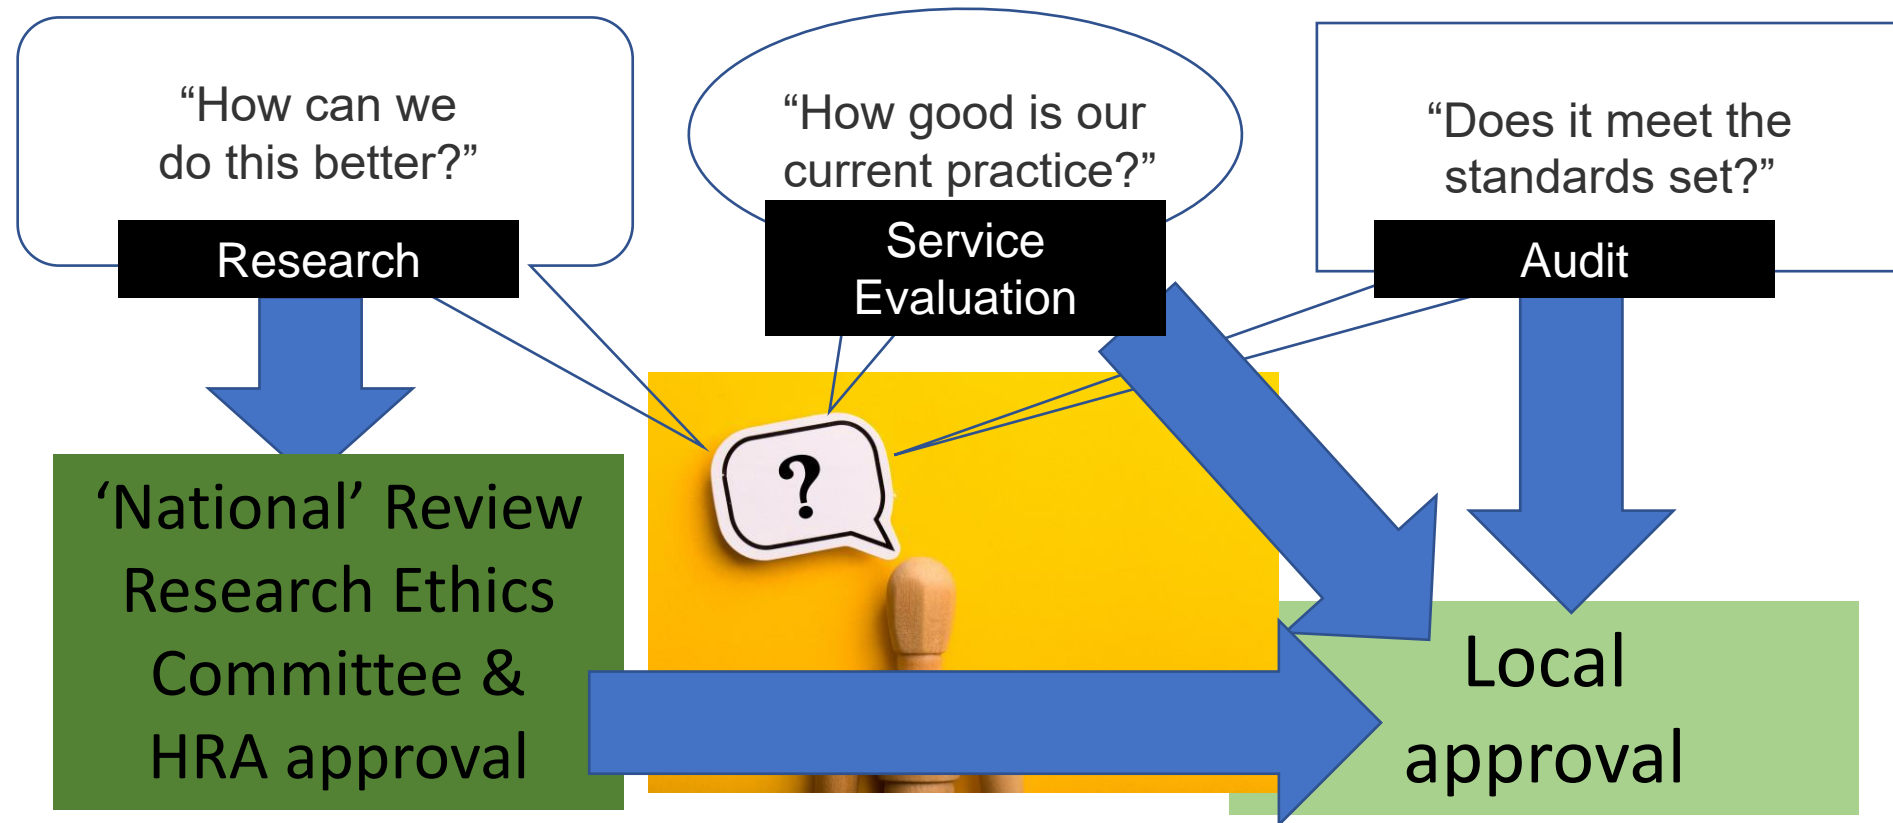 “How can we
do this better?”
Research
“How good is our
current practice?”
Service
Evaluation
“Does it meet the
standards set?”
Audit
?
‘National’ Review
Research Ethics
Committee &
HRA approval
Local
approval